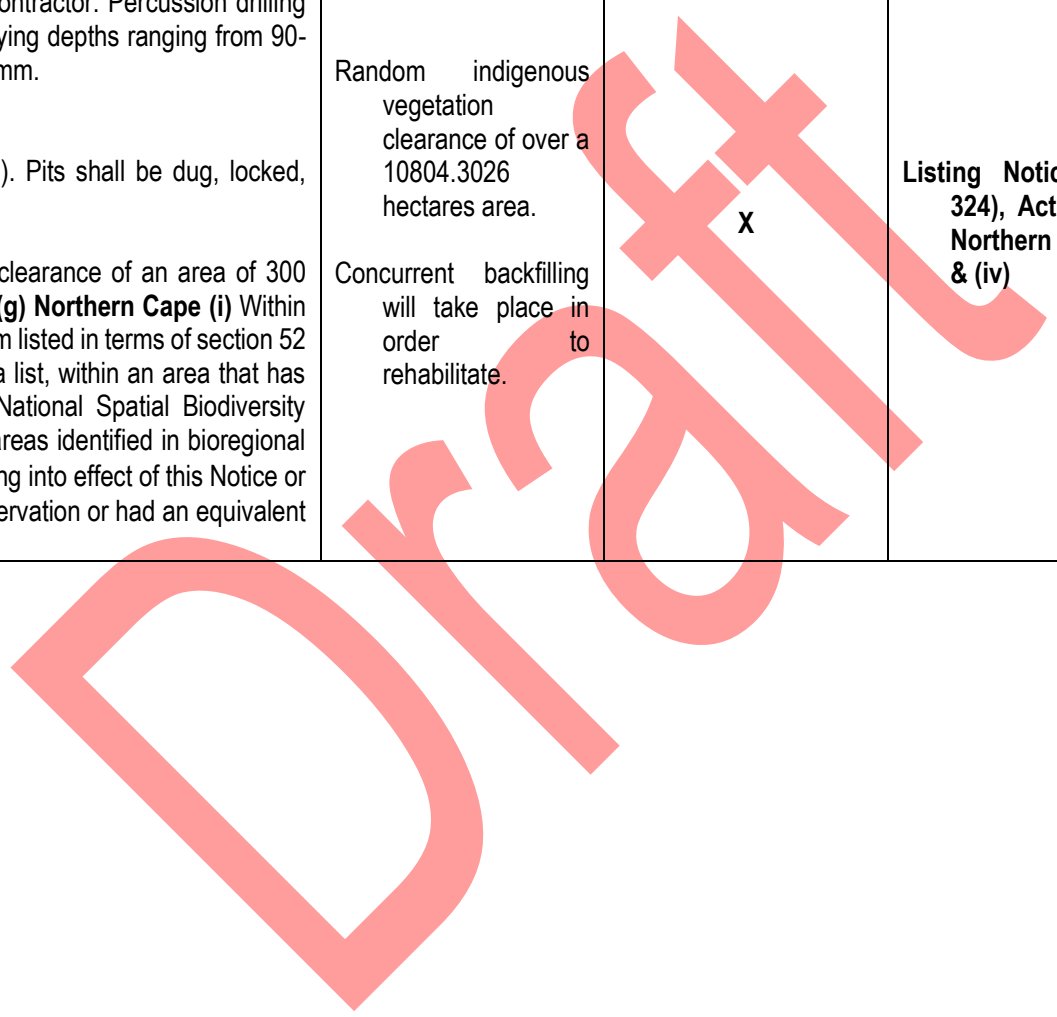 ontractor. Percussion drilling
ying depths ranging from 90-
mm.
). Pits shall be dug, locked,
clearance of an area of 300
(g) Northern Cape (i) Within
m listed in terms of section 52
a list, within an area that has
National Spatial Biodiversity
areas identified in bioregional
ng into effect of this Notice or
ervation or had an equivalent
Random indigenous
vegetation
clearance of over a
10804.3026
hectares area.
Concurrent backfilling
will take place in
order to
rehabilitate.
X
Listing Notic
324), Act
Northern
& (iv)
Draft